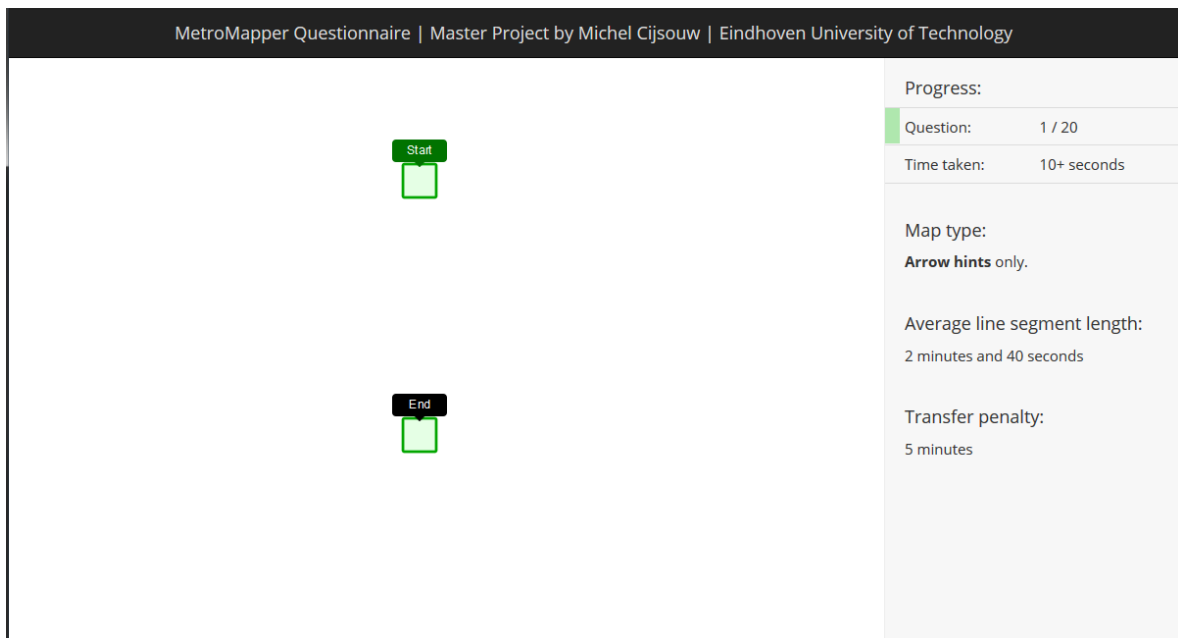 MetroMapper Questionnaire | Master Project by Michel Cijsouw | Eindhoven University of Technology
Start
End
Progress:
Question: 1 / 20
Time taken: 10+ seconds
Map type:
Arrow hints only.
Average line segment length:
2 minutes and 40 seconds
Transfer penalty:
5 minutes